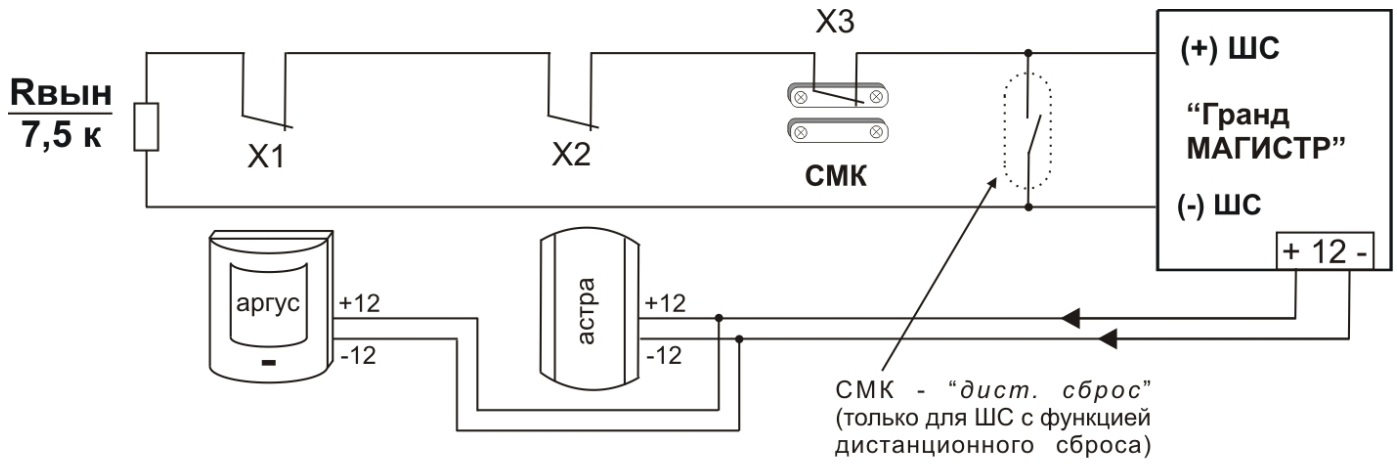 X3
(+) ШС
Rвын
7,5 к
X1
X2
СМК
“Гранд
МАГИСТР”
(-) ШС
+ 12 -
аргус
+12
-12
астра
+12
-12
СМК - “дист. сброс”
(только для ШС с функцией
дистанционного сброса)